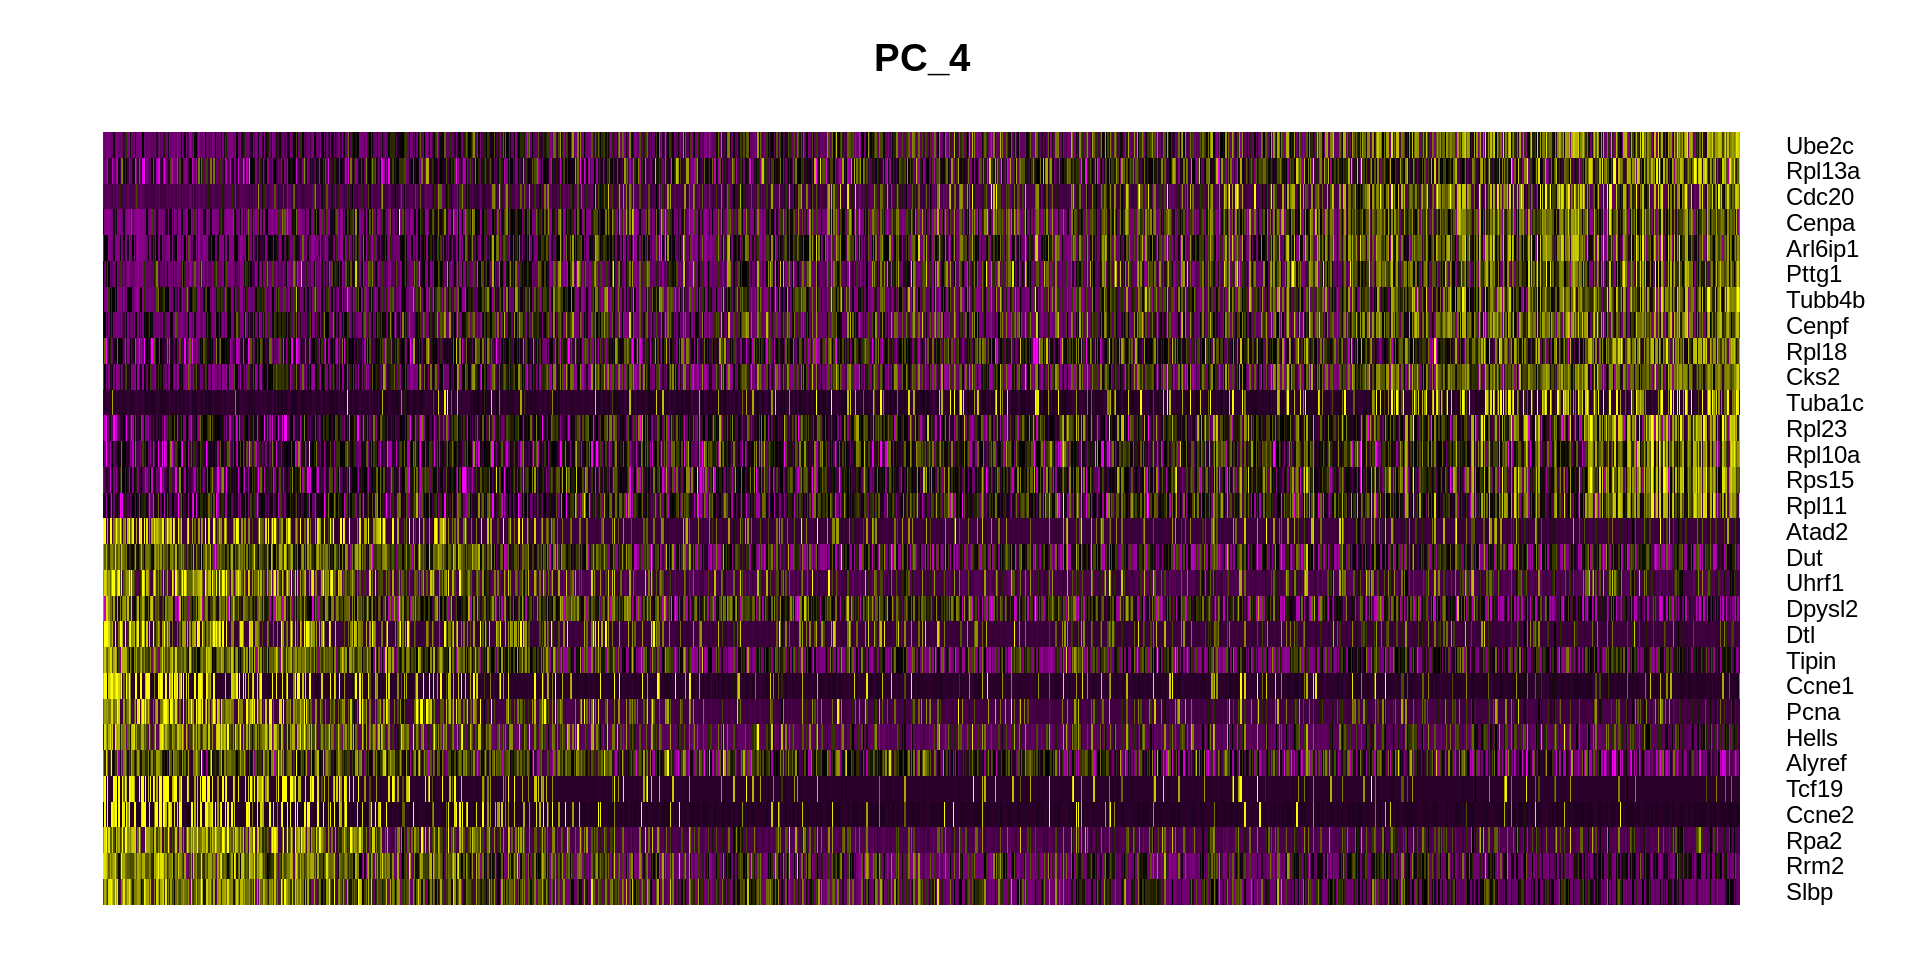 PC_4
Ube2c
Rpl13a
Cdc20
Cenpa
Arl6ip1
Pttg1
Tubb4b
Cenpf
Rpl18
Cks2
Tuba1c
Rpl23
Rpl10a
Rps15
Rpl11
Atad2
Dut
Uhrf1
Dpysl2
Dtl
Tipin
Ccne1
Pcna
Hells
Alyref
Tcf19
Ccne2
Rpa2
Rrm2
Slbp